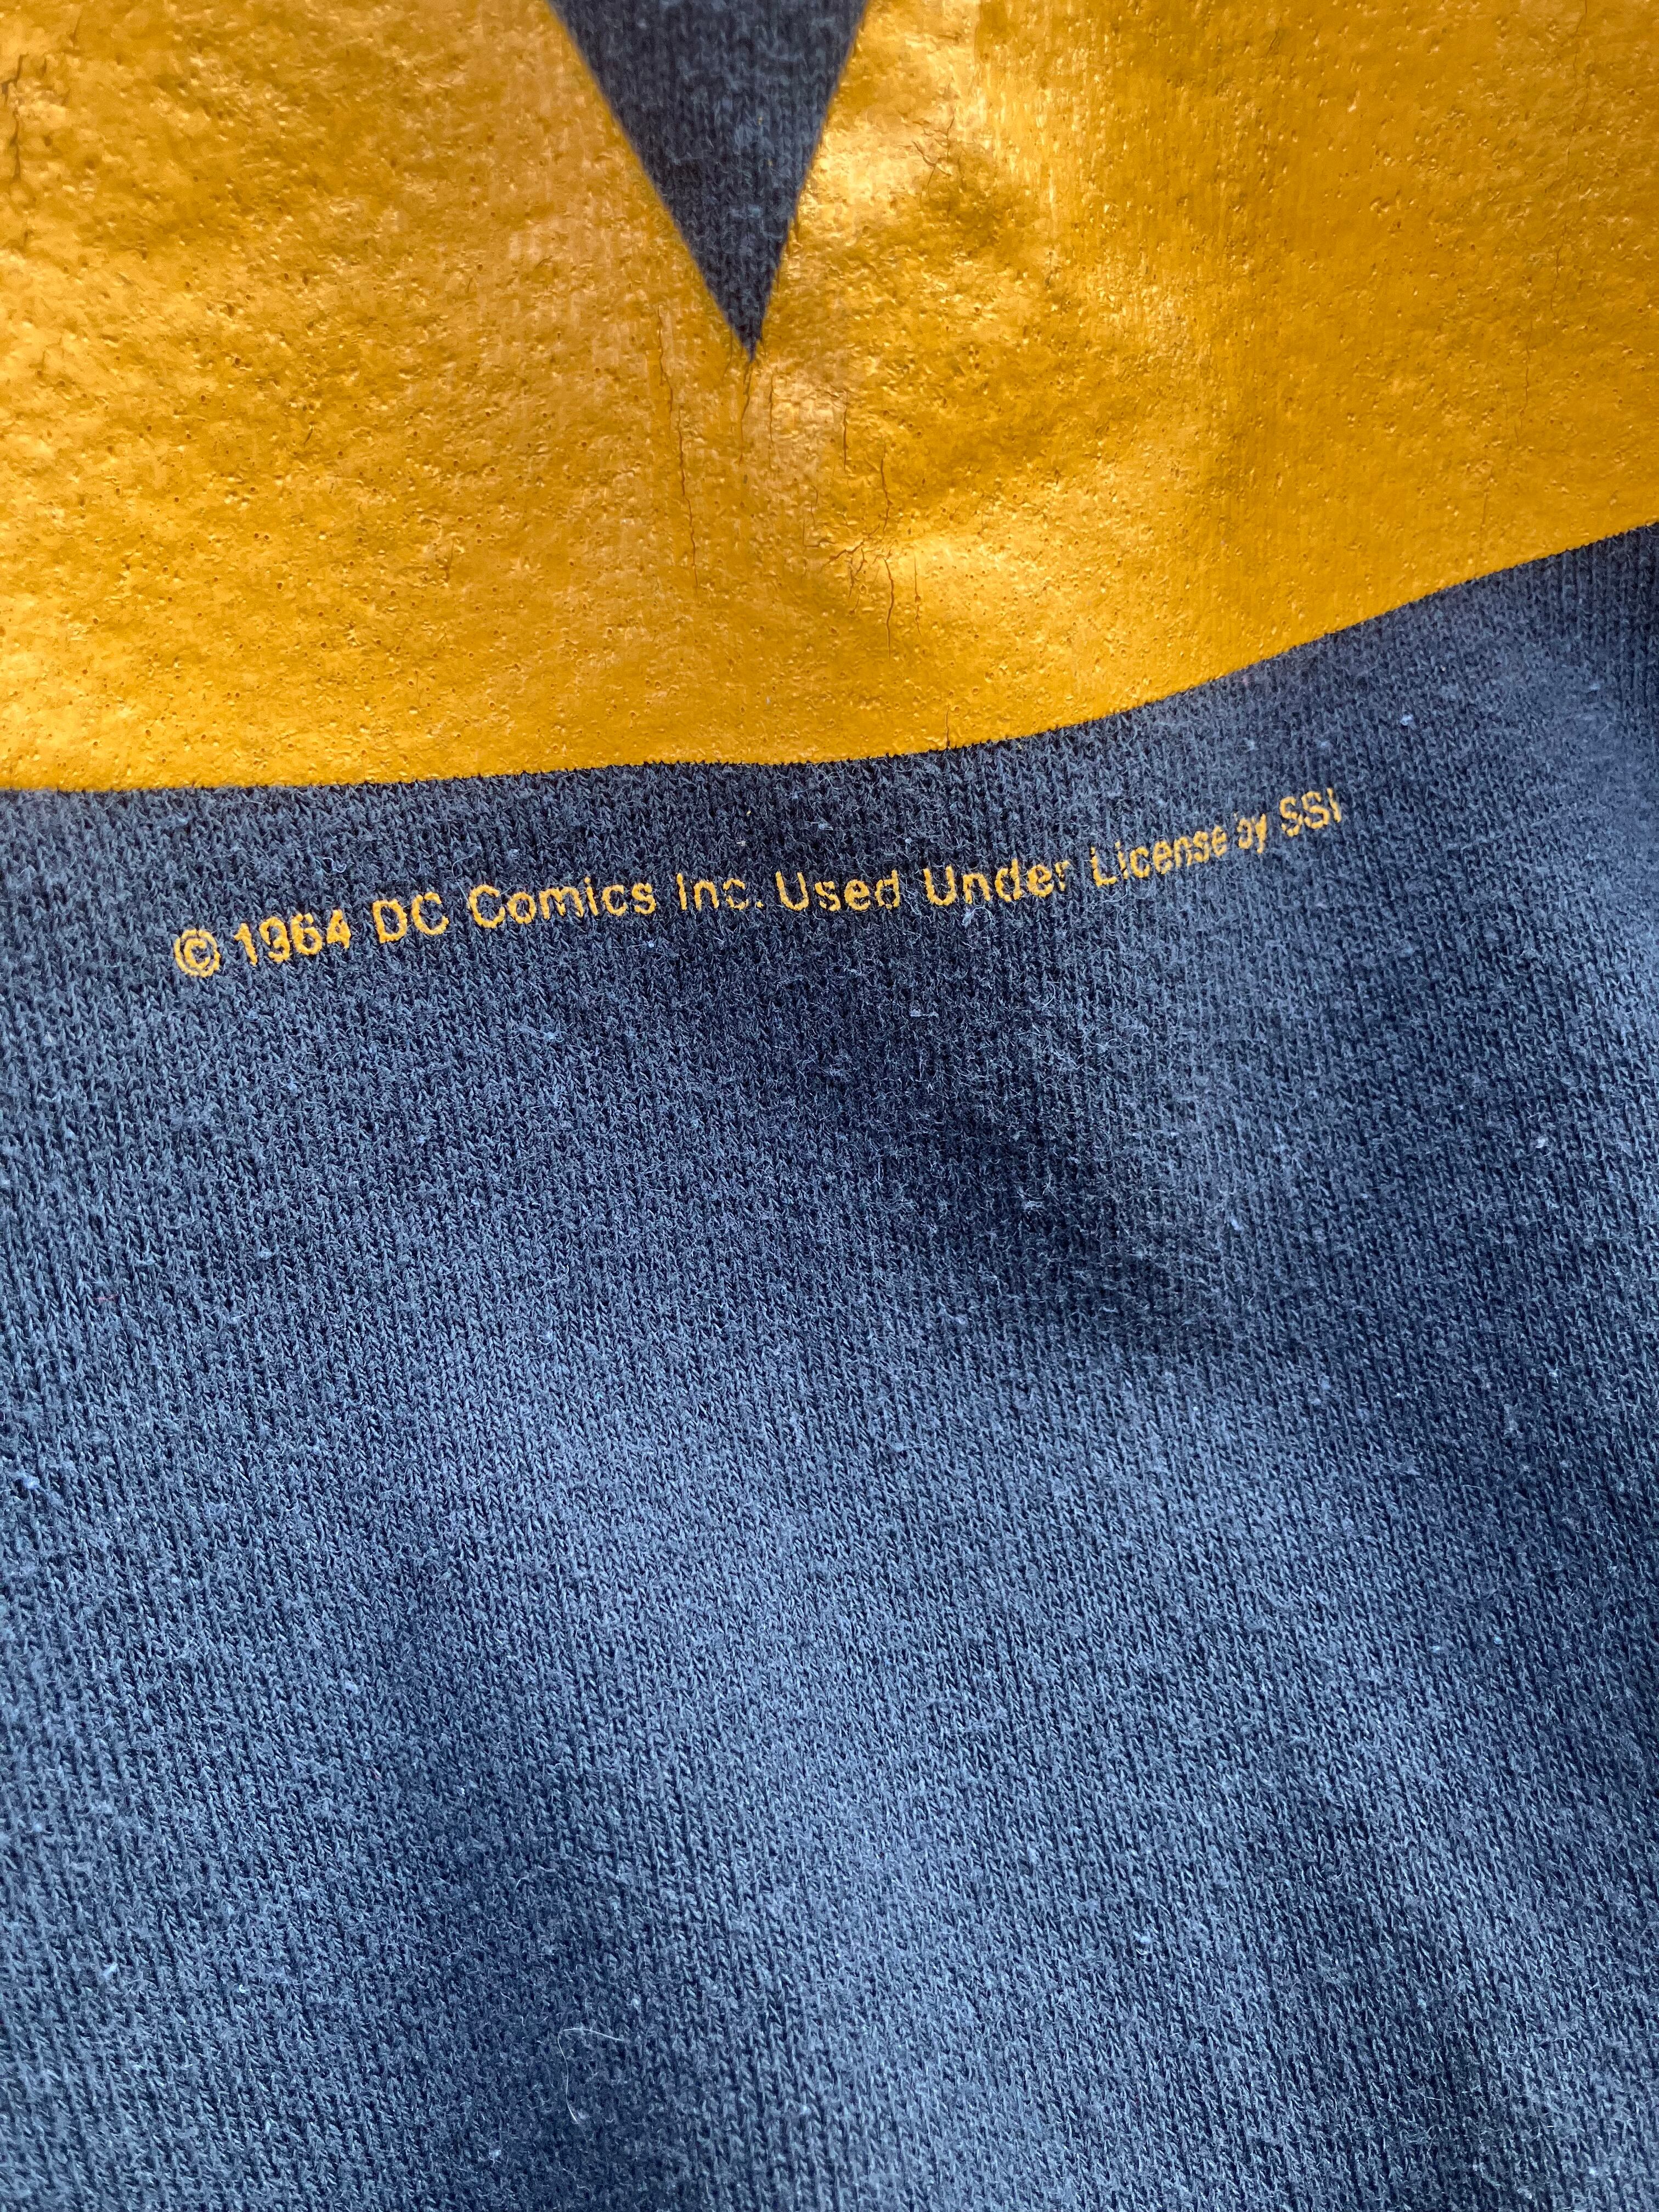 © 1964 DC Comics Inc. Used Under License by SSI